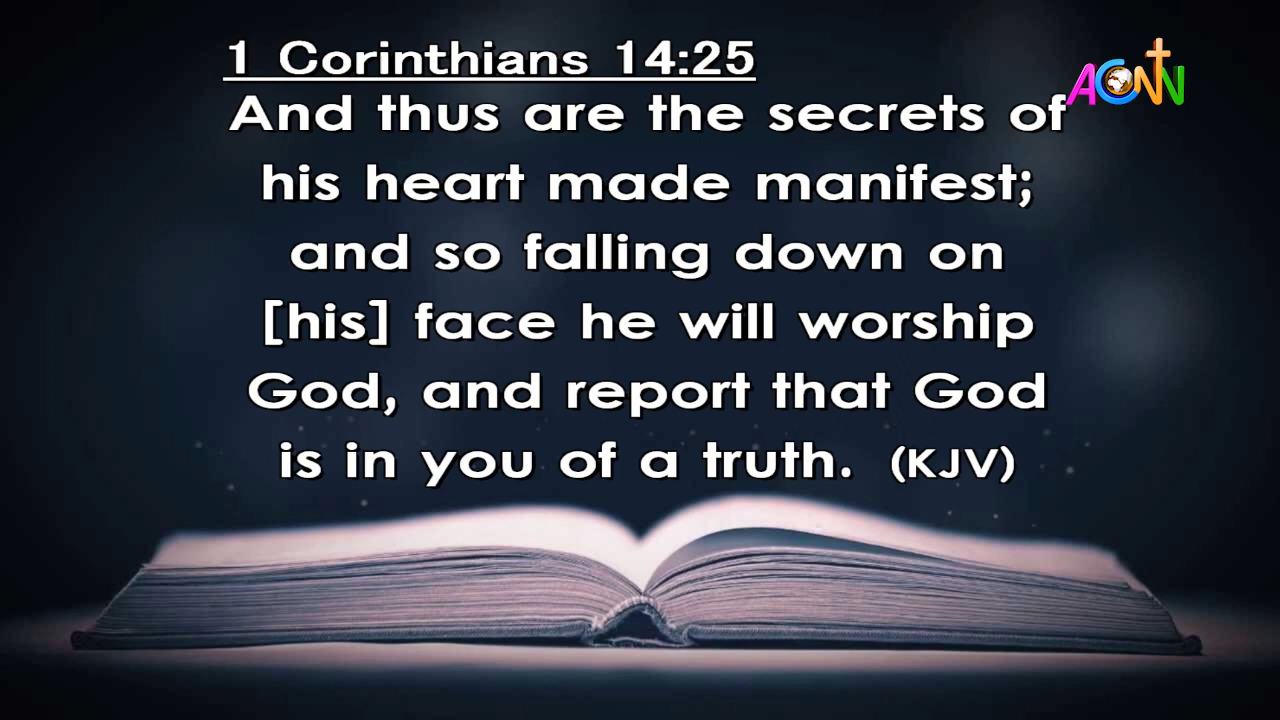 1 Corinthians 14:25
ACNN
And thus are the secrets of
his heart made manifest;
and so falling down on
[his] face he will worship
God, and report that God
is in you of a truth. (KJV)